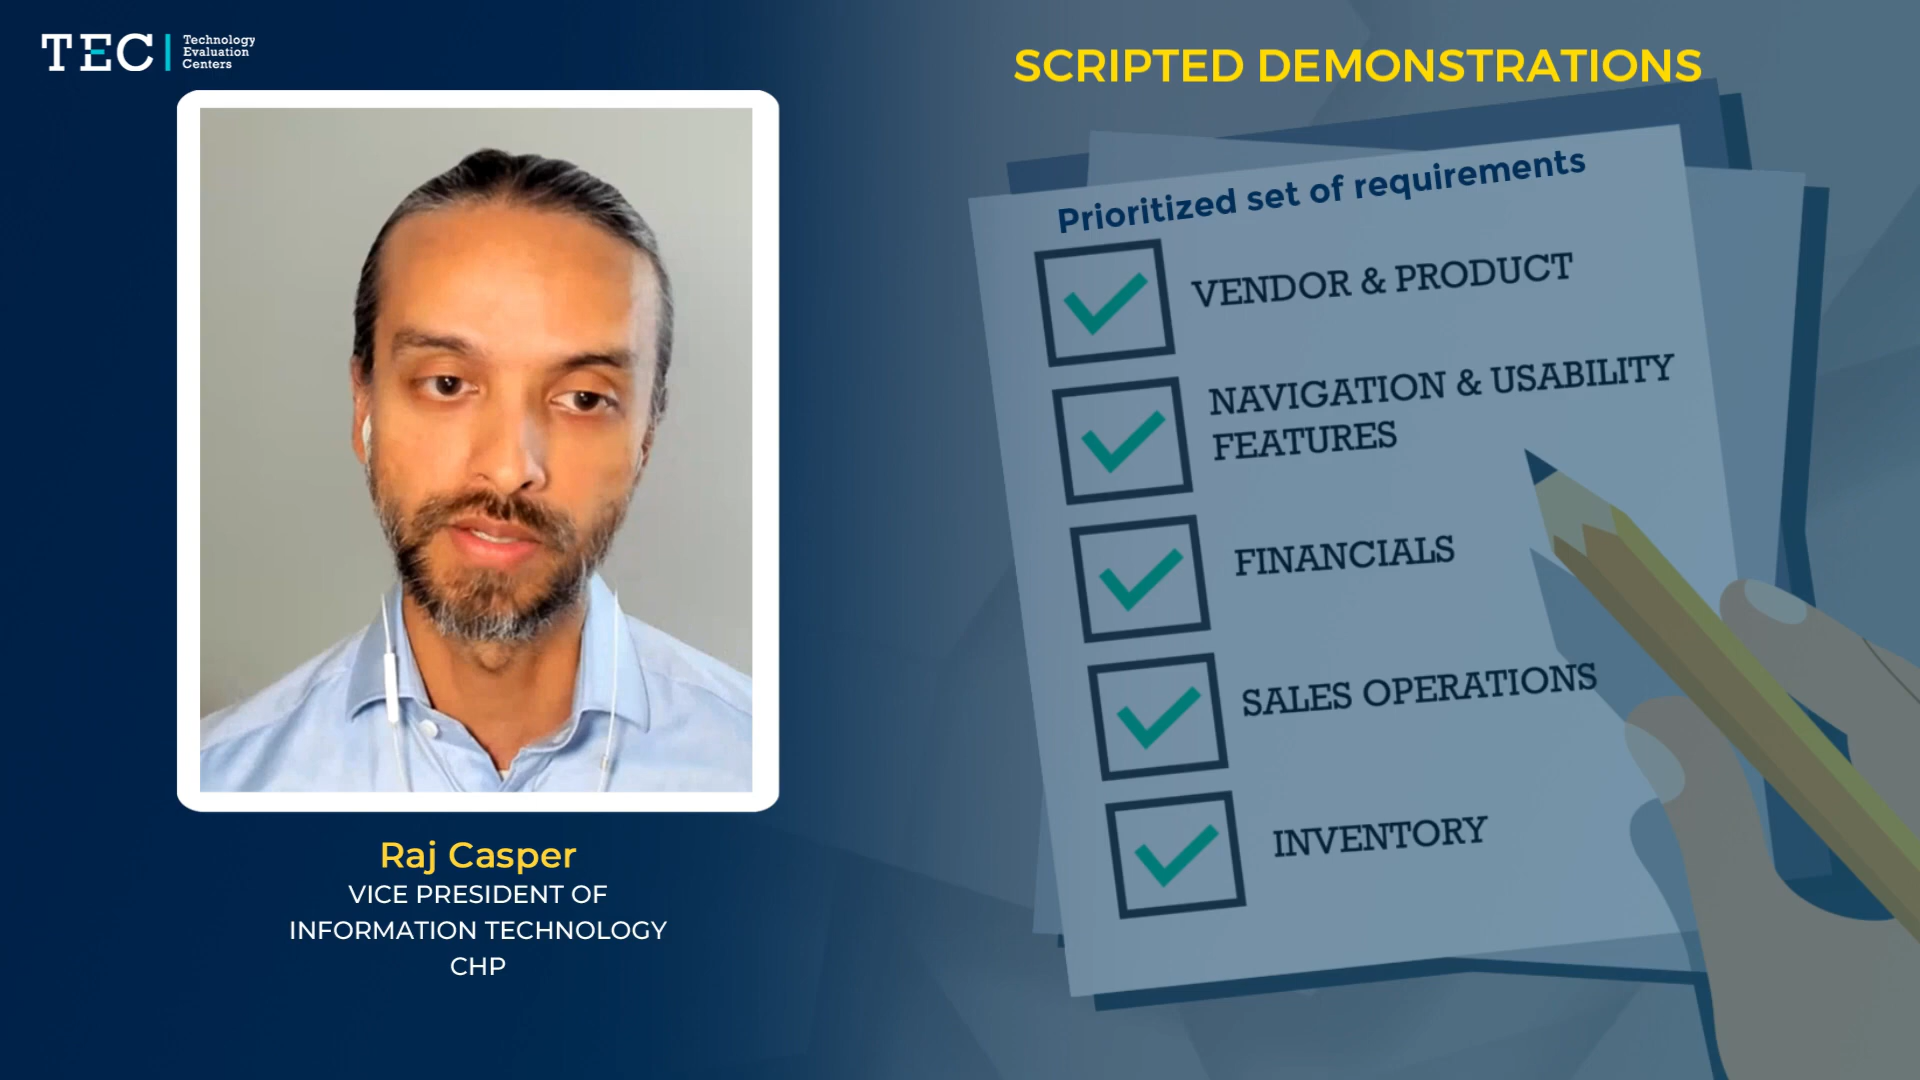 TEC
Technology
Evaluation
Centers
SCRIPTED DEMONSTRATIONS
Prioritized set of requirements
VENDOR & PRODUCT
NAVIGATION & USABILITY
FEATURES
FINANCIALS
SALES OPERATIONS
INVENTORY
Raj Casper
VICE PRESIDENT OF
INFORMATION TECHNOLOGY
CHP